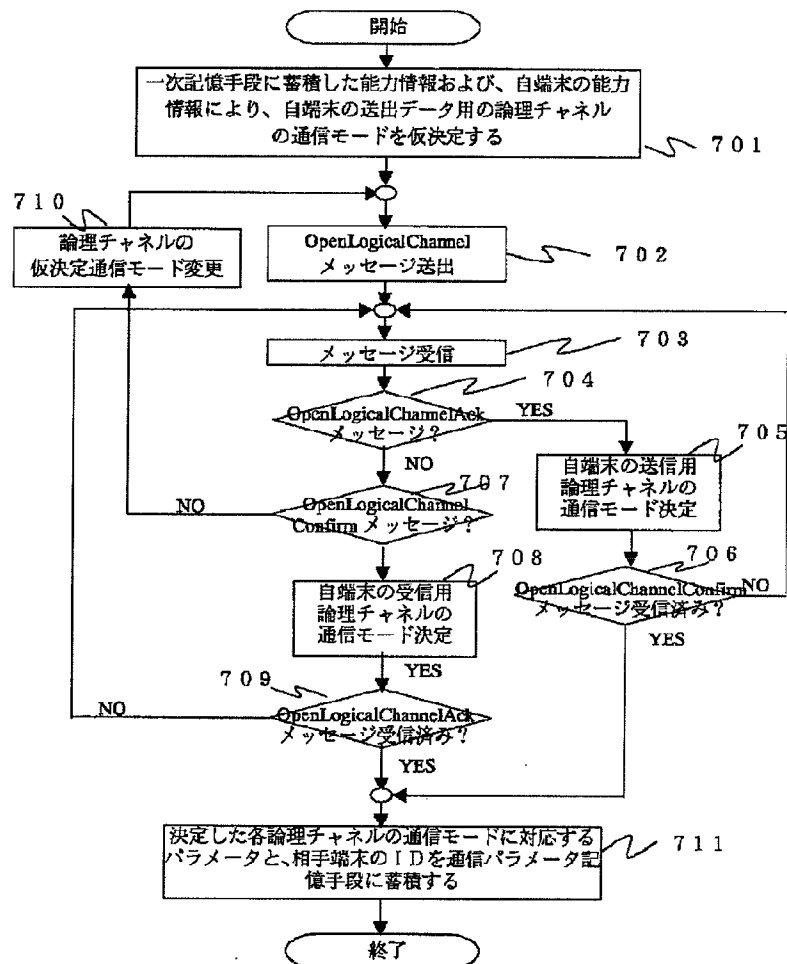 開始
一次記憶手段に蓄積した能力情報および、自端末の能力
情報により、自端末の送出データ用の論理チャネル
の通信モードを仮決定する
701
710
論理チャネルの
仮決定通信モード変更
OpenLogicalChannel
メッセージ送出
702
メッセージ受信
703
704
OpenLogicalChannelAck
メッセージ？
YES
NO
705
自端末の送信用
論理チャネルの
通信モード決定
707
OpenLogicalChannel
Confirm メッセージ？
NO
706
OpenLogicalChannelConfirm
メッセージ受信済み？
NO
YES
708
自端末の受信用
論理チャネルの
通信モード決定
YES
709
OpenLogicalChannelAck
メッセージ受信済み？
NO
YES
決定した各論理チャネルの通信モードに対応する
パラメータと、相手端末のＩＤを通信パラメータ記
憶手段に蓄積する
711
終了